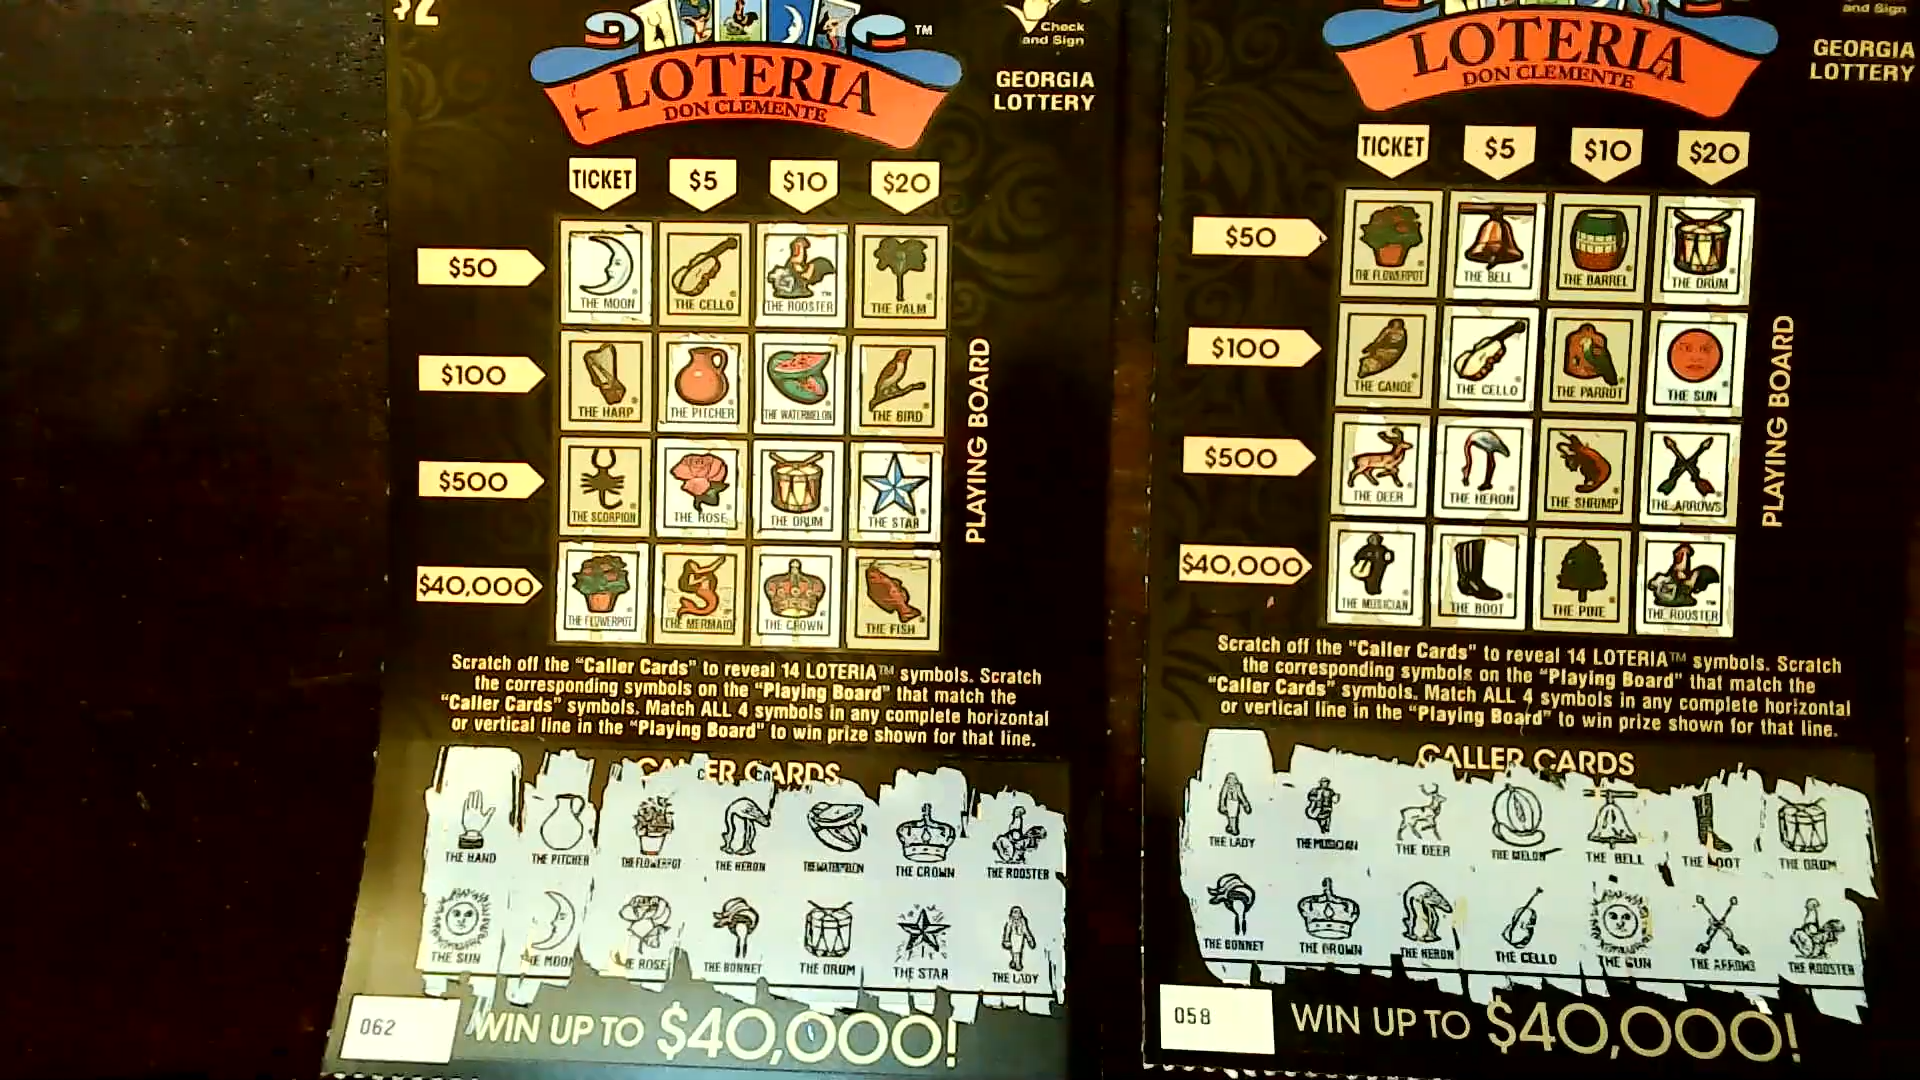 $2
LOTERIA
™
DON CLEMENTE
Check
and Sign
GEORGIA
LOTTERY
TICKET $5 $10 $20
$50
THE MOON THE CELLO THE ROOSTER THE PALM
$100
THE HARP THE PITCHER THE WATERMELON THE BIRD
$500
THE SCORPION THE ROSE THE DRUM THE STAR
$40,000
THE FLOWERPOT THE MERMAID THE CROWN THE FISH
PLAYING BOARD
Scratch off the "Caller Cards" to reveal 14 LOTERIA™ symbols. Scratch
the corresponding symbols on the "Playing Board" that match the
"Caller Cards" symbols. Match ALL 4 symbols in any complete horizontal
or vertical line in the "Playing Board" to win prize shown for that line.
CALLER CARDS
THE HAND THE PITCHER THE FLOWERPOT THE HERON THE WATERMELON THE CROWN THE ROOSTER
THE SUN THE MOON THE ROSE THE BONNET THE DRUM THE STAR THE LADY
062
WIN UP TO $40,000!
and Sign
LOTERIA
DON CLEMENTE
GEORGIA
LOTTERY
TICKET $5 $10 $20
$50
THE FLOWERPOT THE BELL THE BARREL THE DRUM
$100
THE CANOE THE CELLO THE PARROT THE SUN
$500
THE DEER THE HERON THE SHRIMP THE ARROWS
$40,000
THE MUSICIAN THE BOOT THE PINE THE ROOSTER
PLAYING BOARD
Scratch off the "Caller Cards" to reveal 14 LOTERIA™ symbols. Scratch
the corresponding symbols on the "Playing Board" that match the
"Caller Cards" symbols. Match ALL 4 symbols in any complete horizontal
or vertical line in the "Playing Board" to win prize shown for that line.
CALLER CARDS
THE LADY THE MUSICIAN THE DEER THE MELON THE BELL THE BOOT THE DRUM
THE BONNET THE CROWN THE HERON THE CELLO THE SUN THE ARROWS THE ROOSTER
058
WIN UP TO $40,000!